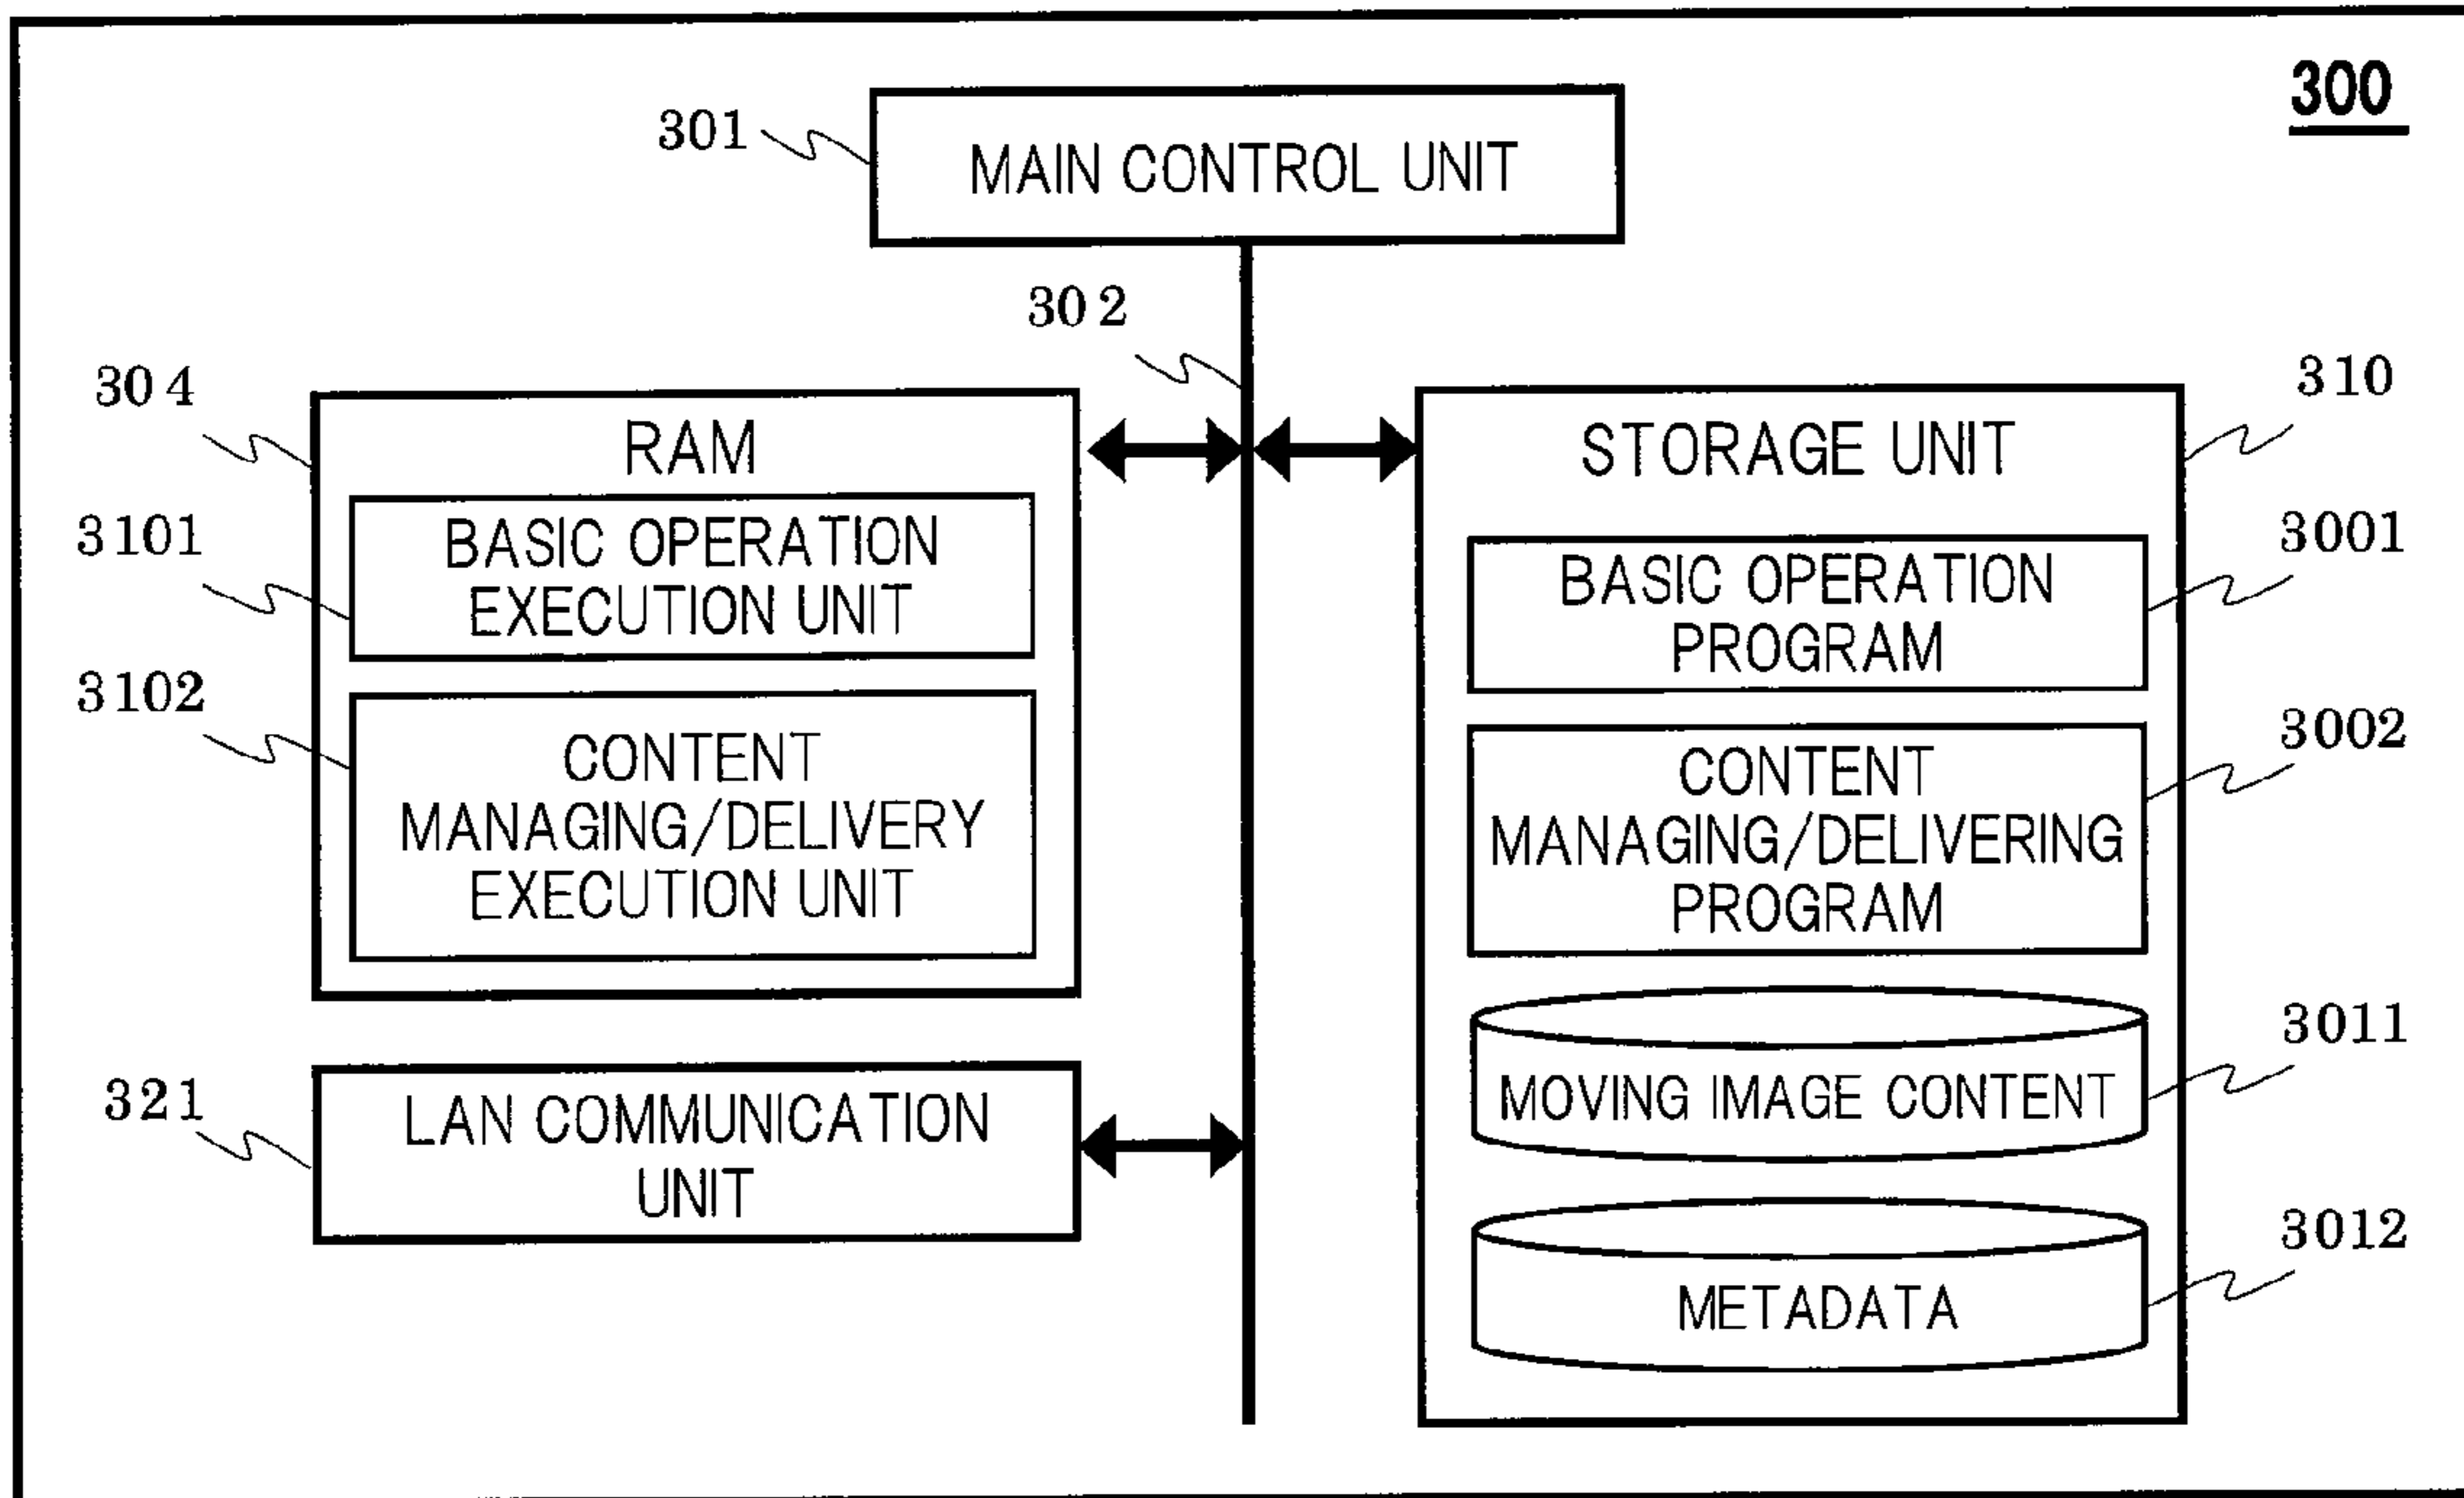 300
301
MAIN CONTROL UNIT
302
304
RAM
3101
BASIC OPERATION
EXECUTION UNIT
3102
CONTENT
MANAGING/DELIVERY
EXECUTION UNIT
321
LAN COMMUNICATION
UNIT
310
STORAGE UNIT
3001
BASIC OPERATION
PROGRAM
3002
CONTENT
MANAGING/DELIVERING
PROGRAM
3011
MOVING IMAGE CONTENT
3012
METADATA